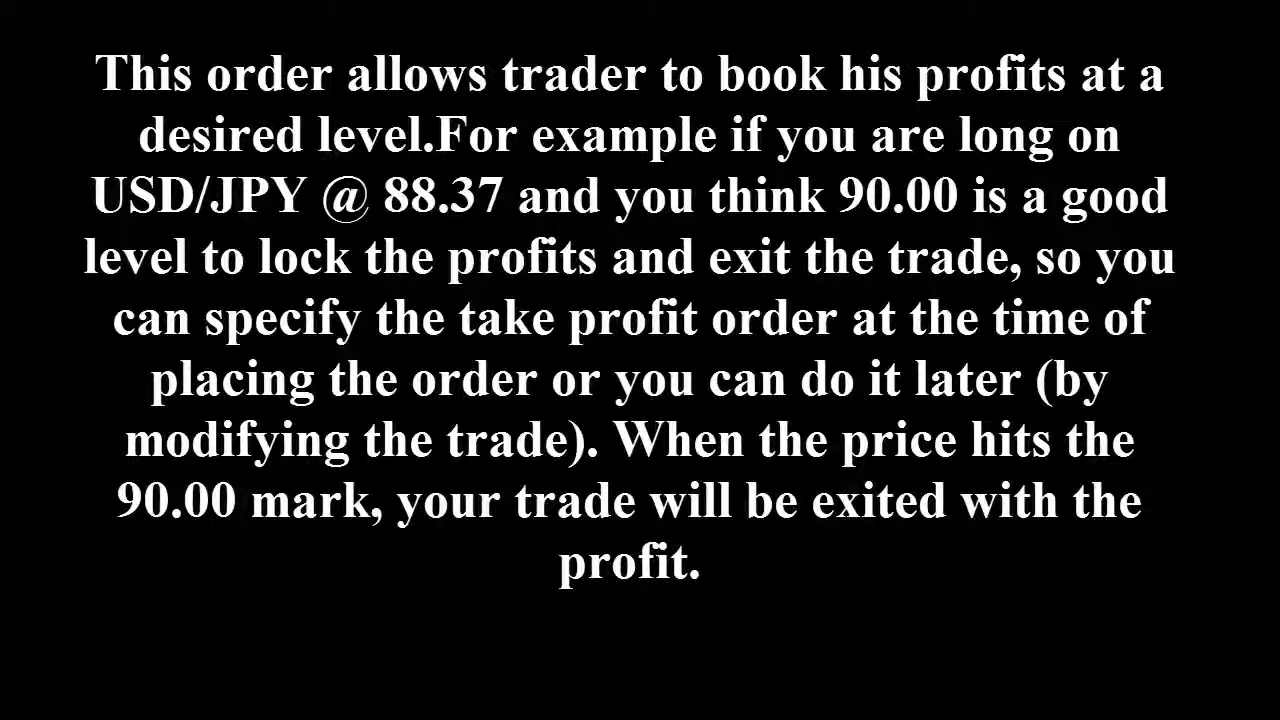 This order allows trader to book his profits at a
desired level.For example if you are long on
USD/JPY @ 88.37 and you think 90.00 is a good
level to lock the profits and exit the trade, so you
can specify the take profit order at the time of
placing the order or you can do it later (by
modifying the trade). When the price hits the
90.00 mark, your trade will be exited with the
profit.